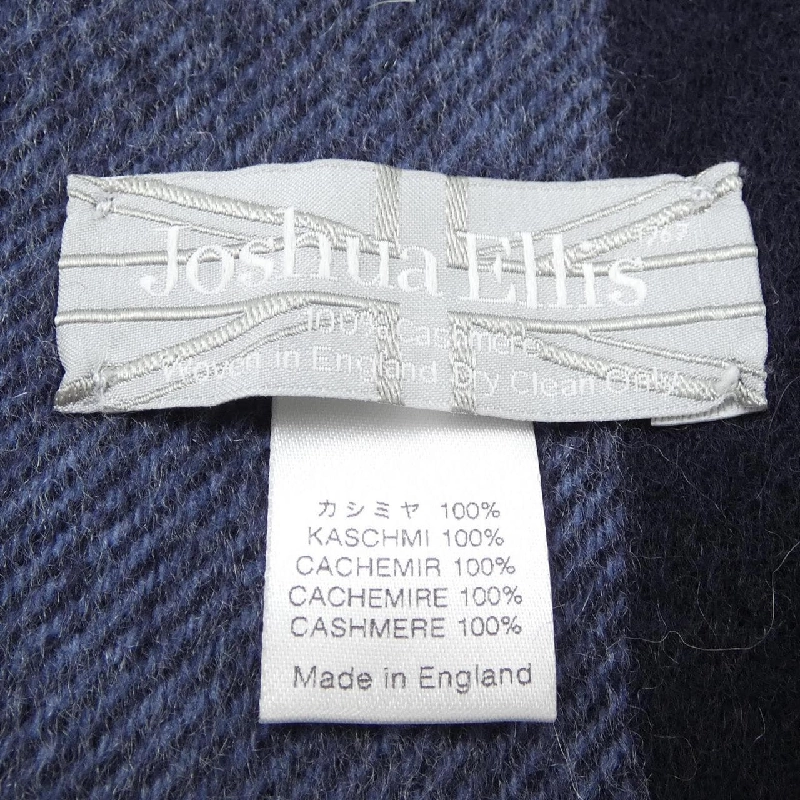 Joshua Ellis 1767
100% Cashmere
Woven in England Dry Clean Only
カシミヤ 100%
KASCHMI 100%
CACHEMIR 100%
CACHEMIRE 100%
CASHMERE 100%
Made in England